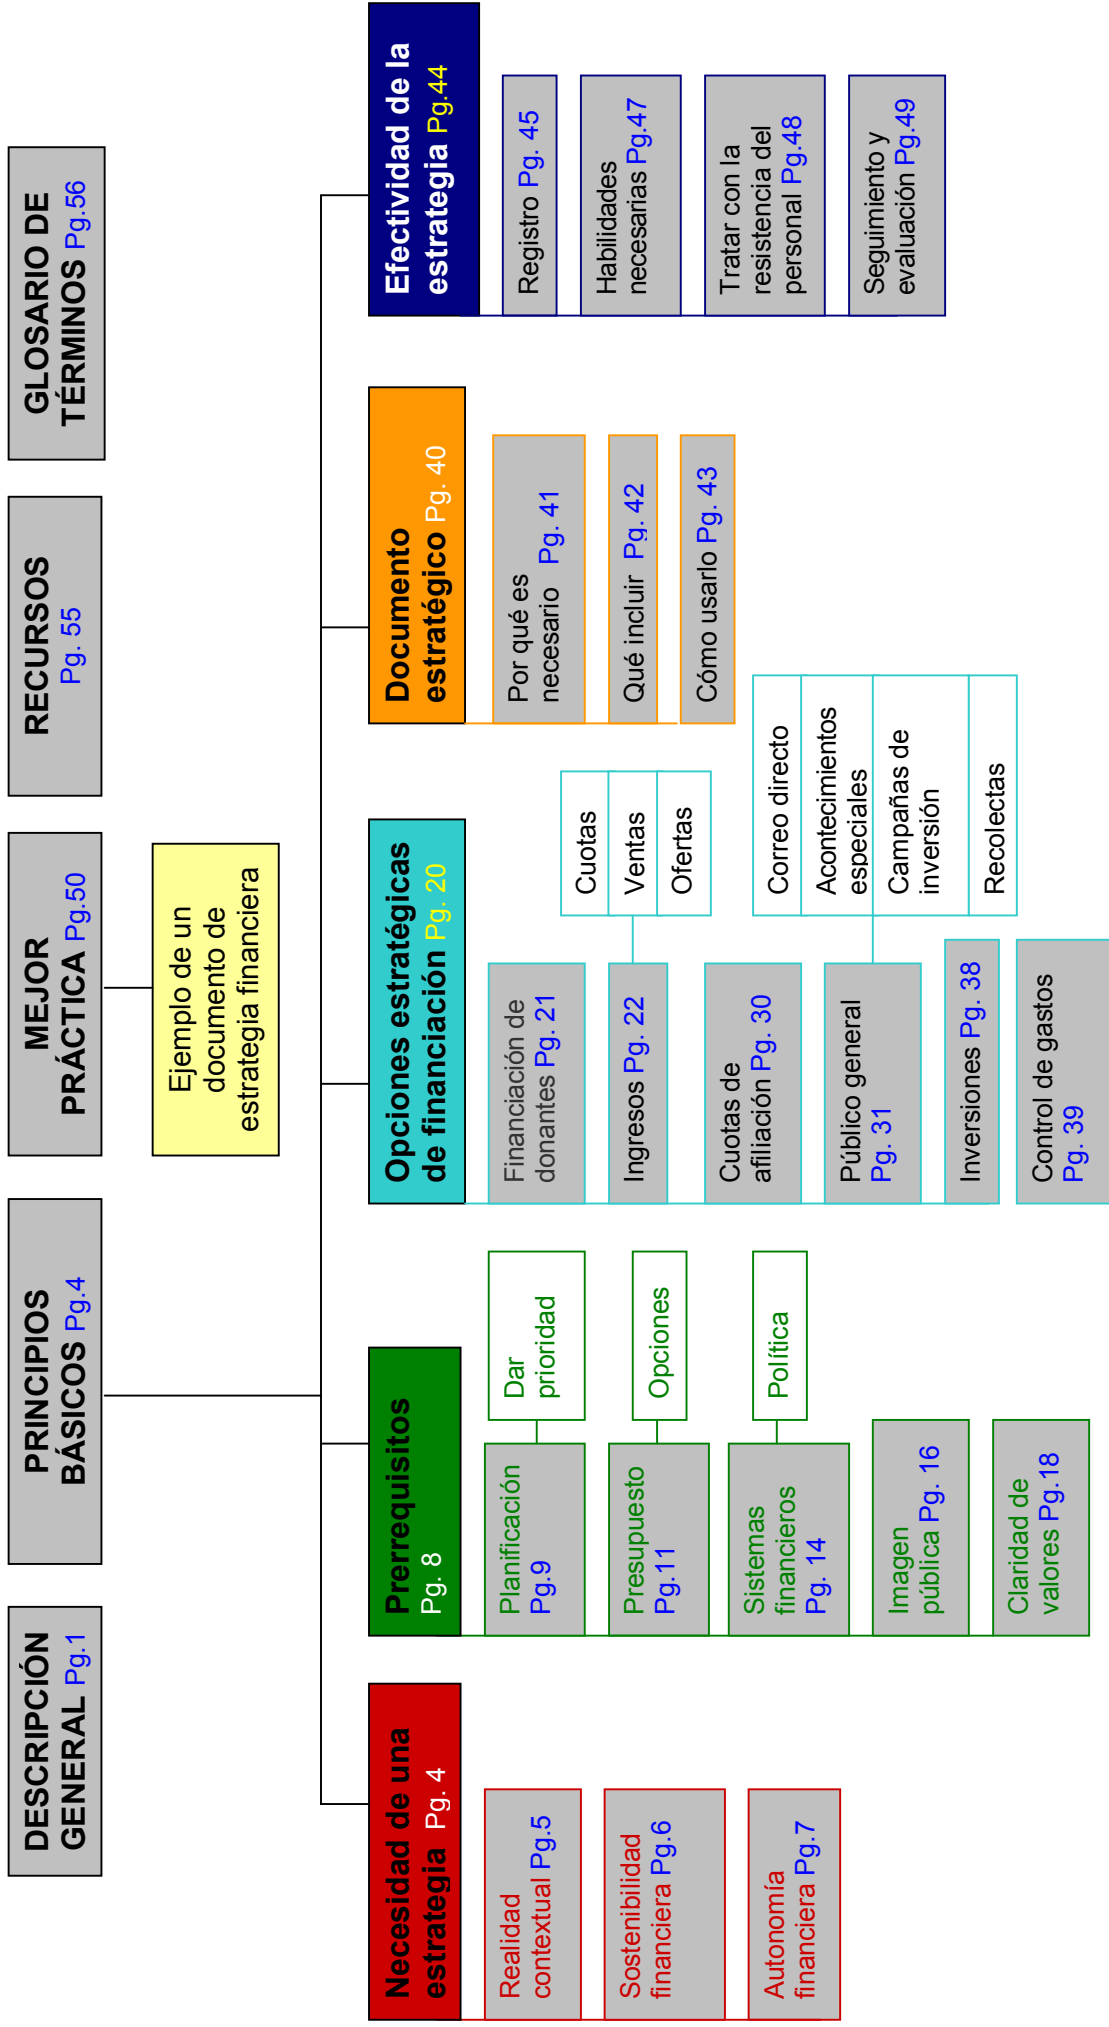 DESCRIPCIÓN
GENERAL Pg.1
PRINCIPIOS
BÁSICOS Pg.4
MEJOR
PRÁCTICA Pg.50
RECURSOS
Pg. 55
GLOSARIO DE
TÉRMINOS Pg.56
Ejemplo de un
documento de
estrategia financiera
Necesidad de una
estrategia Pg. 4
Realidad
contextual Pg.5
Sostenibilidad
financiera Pg.6
Autonomía
financiera Pg.7
Prerrequisitos
Pg. 8
Planificación
Pg.9
Dar
prioridad
Presupuesto
Pg.11
Opciones
Sistemas
financieros
Pg. 14
Política
Imagen
pública Pg. 16
Claridad de
valores Pg.18
Opciones estratégicas
de financiación Pg. 20
Financiación de
donantes Pg. 21
Ingresos Pg. 22
Cuotas
Ventas
Ofertas
Cuotas de
afiliación Pg. 30
Público general
Pg. 31
Correo directo
Acontecimientos
especiales
Campañas de
inversión
Recolectas
Inversiones Pg. 38
Control de gastos
Pg. 39
Documento
estratégico Pg. 40
Por qué es
necesario Pg. 41
Qué incluir Pg. 42
Cómo usarlo Pg. 43
Efectividad de la
estrategia Pg.44
Registro Pg. 45
Habilidades
necesarias Pg.47
Tratar con la
resistencia del
personal Pg.48
Seguimiento y
evaluación Pg.49